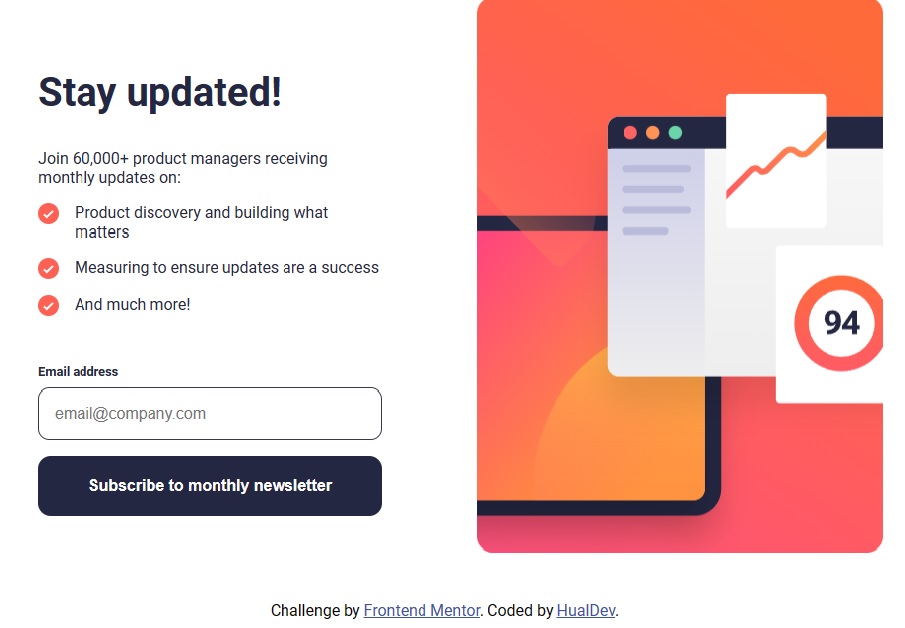 Stay updated!
Join 60,000+ product managers receiving
monthly updates on:
Product discovery and building what
matters
Measuring to ensure updates are a success
And much more!
Email address
email@company.com
Subscribe to monthly newsletter
94
Challenge by Frontend Mentor. Coded by HualDev.